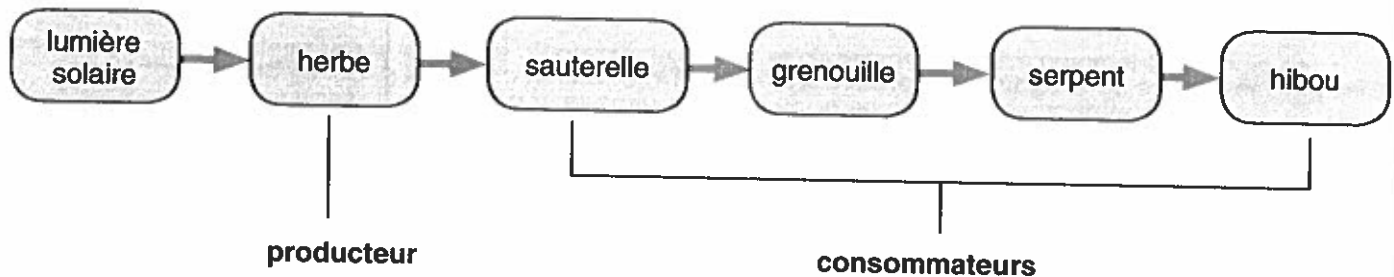 lumière
solaire
herbe
sauterelle
grenouille
serpent
hibou
producteur
consommateurs